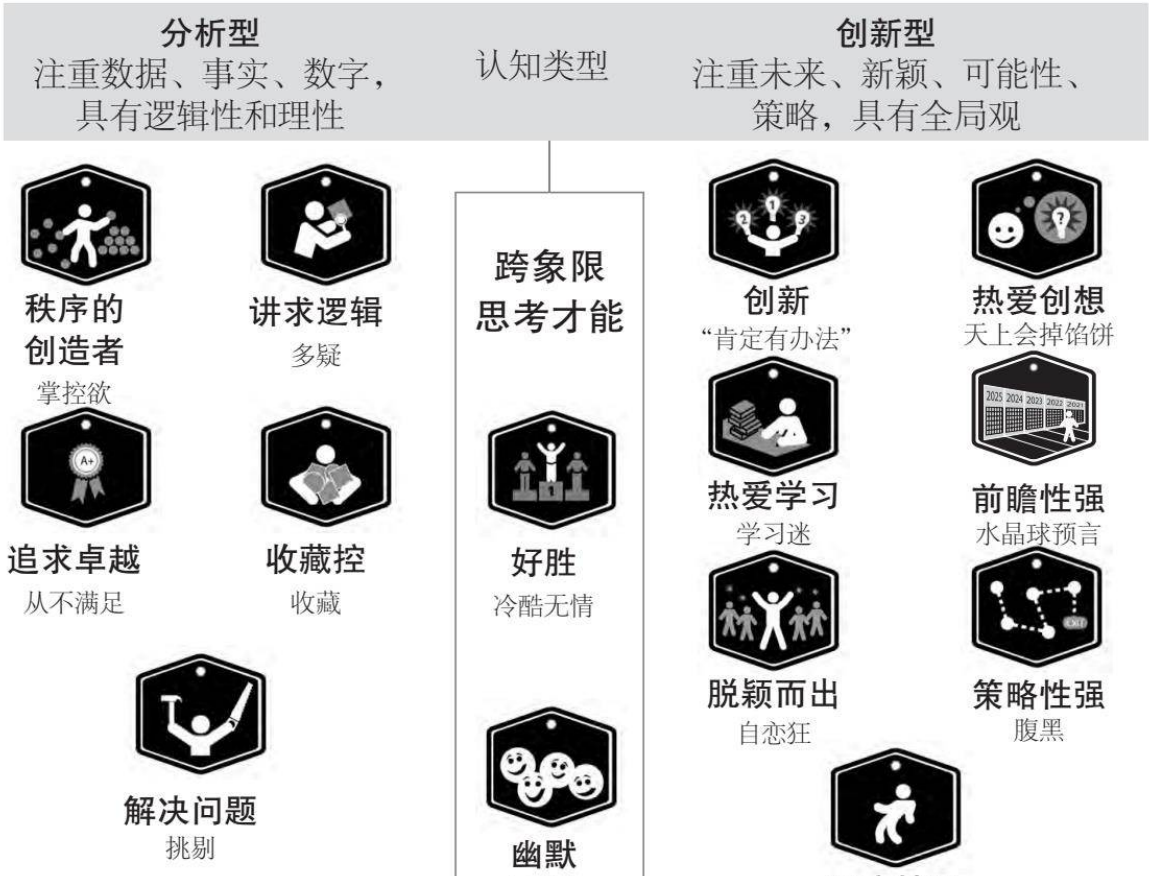 分析型
注重数据、事实、数字，
具有逻辑性和理性
认知类型
创新型
注重未来、新颖、可能性、
策略，具有全局观
秩序的
创造者
掌控欲
讲求逻辑
多疑
A+
追求卓越
从不满足
收藏控
收藏
解决问题
挑剔
跨象限
思考才能
1
好胜
冷酷无情
幽默
2 1 3
创新
“肯定有办法”
?
热爱创想
天上会掉馅饼
热爱学习
学习迷
2025 2024 2023 2022 2021
前瞻性强
水晶球预言
脱颖而出
自恋狂
EXIT
策略性强
腹黑